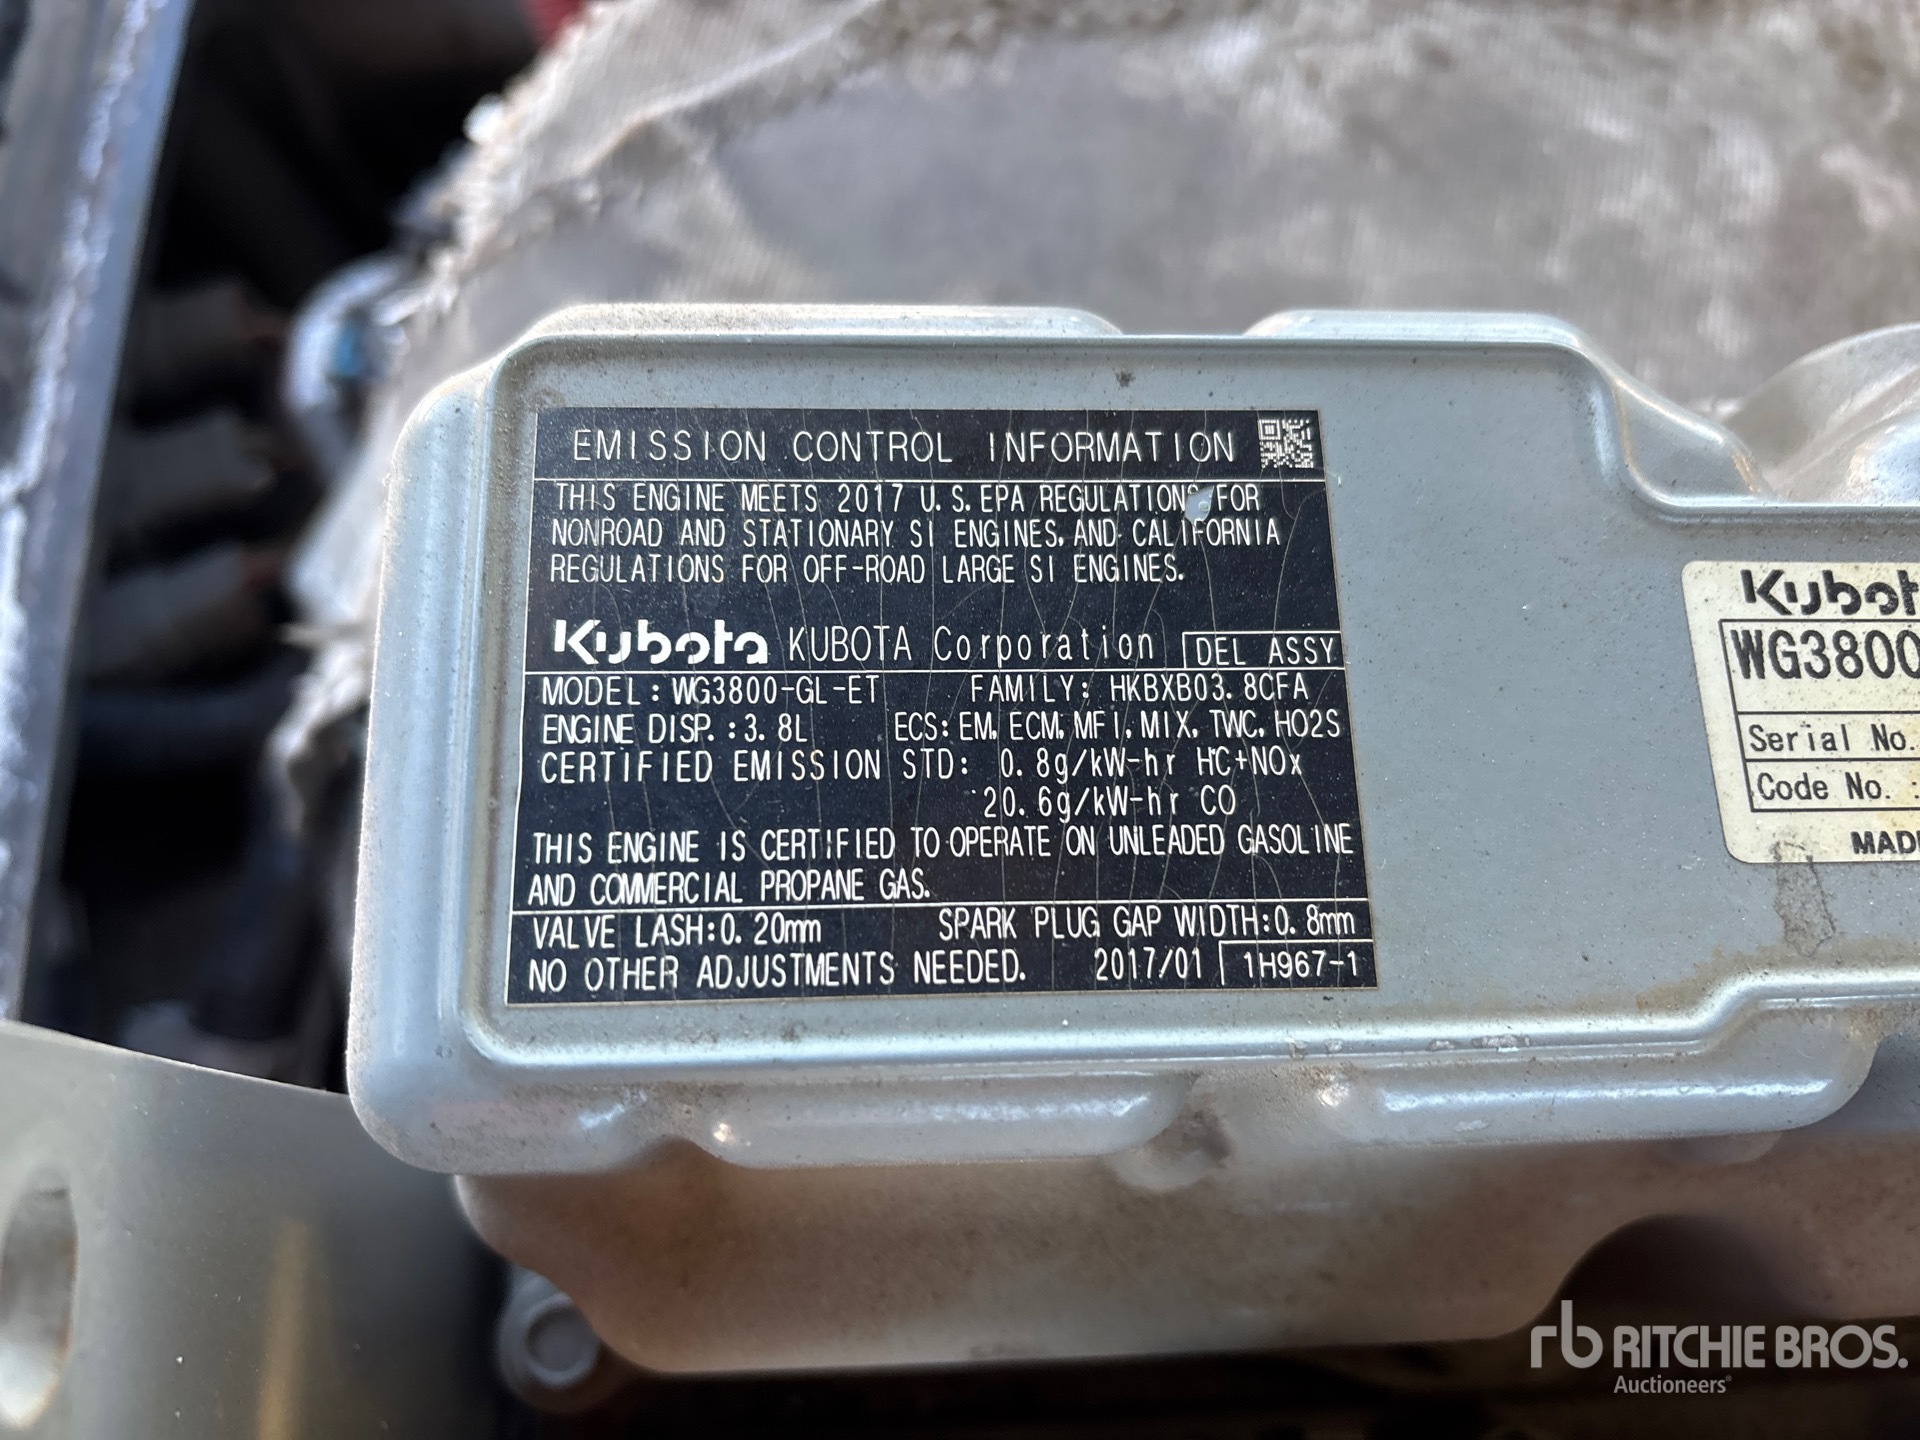 EMISSION CONTROL INFORMATION
THIS ENGINE MEETS 2017 U.S.EPA REGULATIONS FOR
NONROAD AND STATIONARY SI ENGINES, AND CALIFORNIA
REGULATIONS FOR OFF-ROAD LARGE SI ENGINES.
Kubota KUBOTA Corporation DEL ASSY
MODEL: WG3800-GL-ET FAMILY: HKBXB03.8CFA
ENGINE DISP.:3.8L ECS: EM, ECM, MFI, MIX, TWC, HO2S
CERTIFIED EMISSION STD: 0.8g/kW-hr HC+NOx
20.6g/kW-hr CO
THIS ENGINE IS CERTIFIED TO OPERATE ON UNLEADED GASOLINE
AND COMMERCIAL PROPANE GAS.
VALVE LASH:0.20mm SPARK PLUG GAP WIDTH:0.8mm
NO OTHER ADJUSTMENTS NEEDED. 2017/01 1H967-1
Kubot
WG3800
Serial No.
Code No. :
MAD
rb RITCHIE BROS.
Auctioneers®